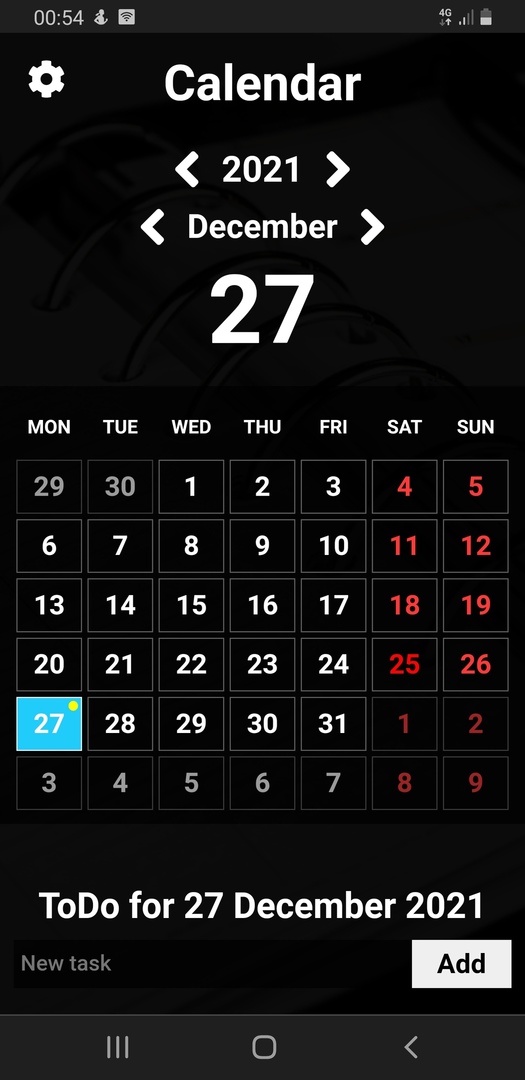 00:54 4G
Calendar
2021
December
27
MON TUE WED THU FRI SAT SUN
29 30 1 2 3 4 5
6 7 8 9 10 11 12
13 14 15 16 17 18 19
20 21 22 23 24 25 26
27 28 29 30 31 1 2
3 4 5 6 7 8 9
ToDo for 27 December 2021
New task Add